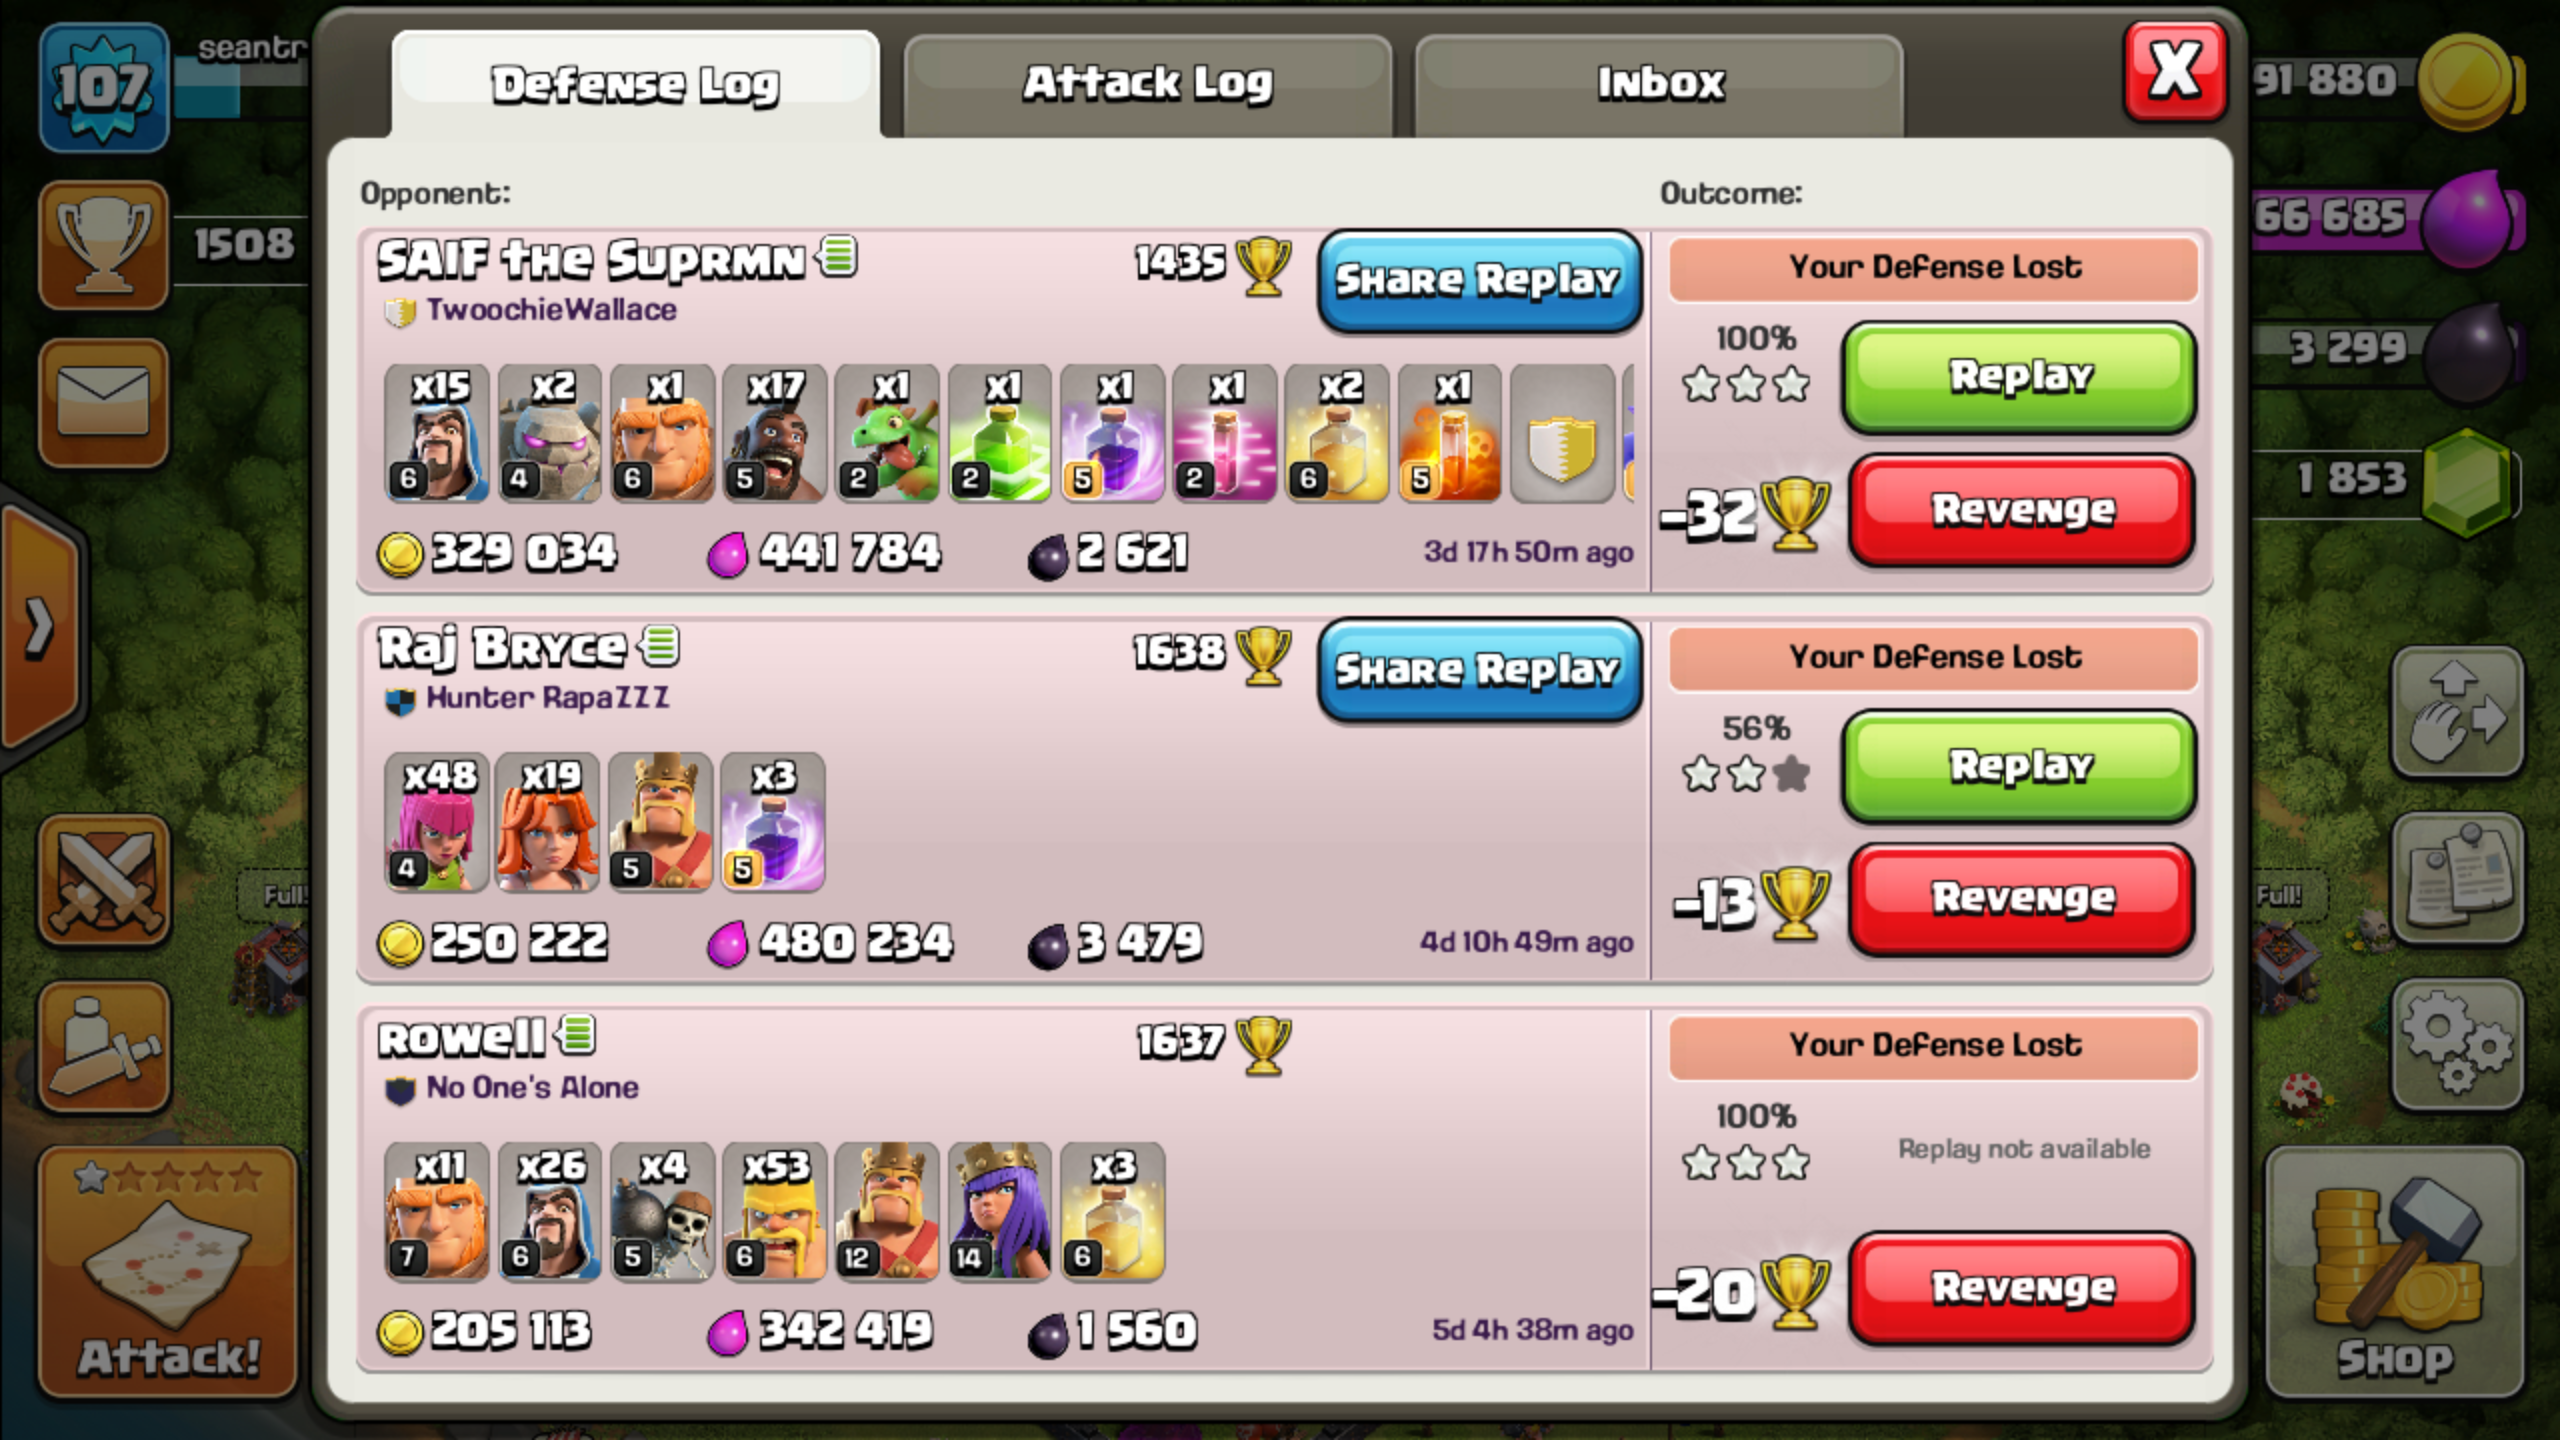 107
seantr
1508
Defense Log
Attack Log
Inbox
X
91 880
66 685
3 299
1 853
Opponent:
Outcome:
SAIF the SUPRMN
1435
Share Replay
Your Defense Lost
TwoochieWallace
100%
Replay
x15 x2 x1 x17 x1 x1 x1 x1 x2 x1
6 4 6 5 2 2 5 2 6 5
-32
Revenge
329 034
441 784
2 621
3d 17h 50m ago
Raj Bryce
1638
Share Replay
Your Defense Lost
Hunter RapaZZZ
56%
Replay
x48 x19 x3
4 5 5
-13
Revenge
250 222
480 234
3 479
4d 10h 49m ago
rowell
1637
Your Defense Lost
No One's Alone
100%
Replay not available
x11 x26 x4 x53 x3
7 6 5 6 12 14 6
-20
Revenge
205 113
342 419
1 560
5d 4h 38m ago
Full!
Full!
Attack!
Shop